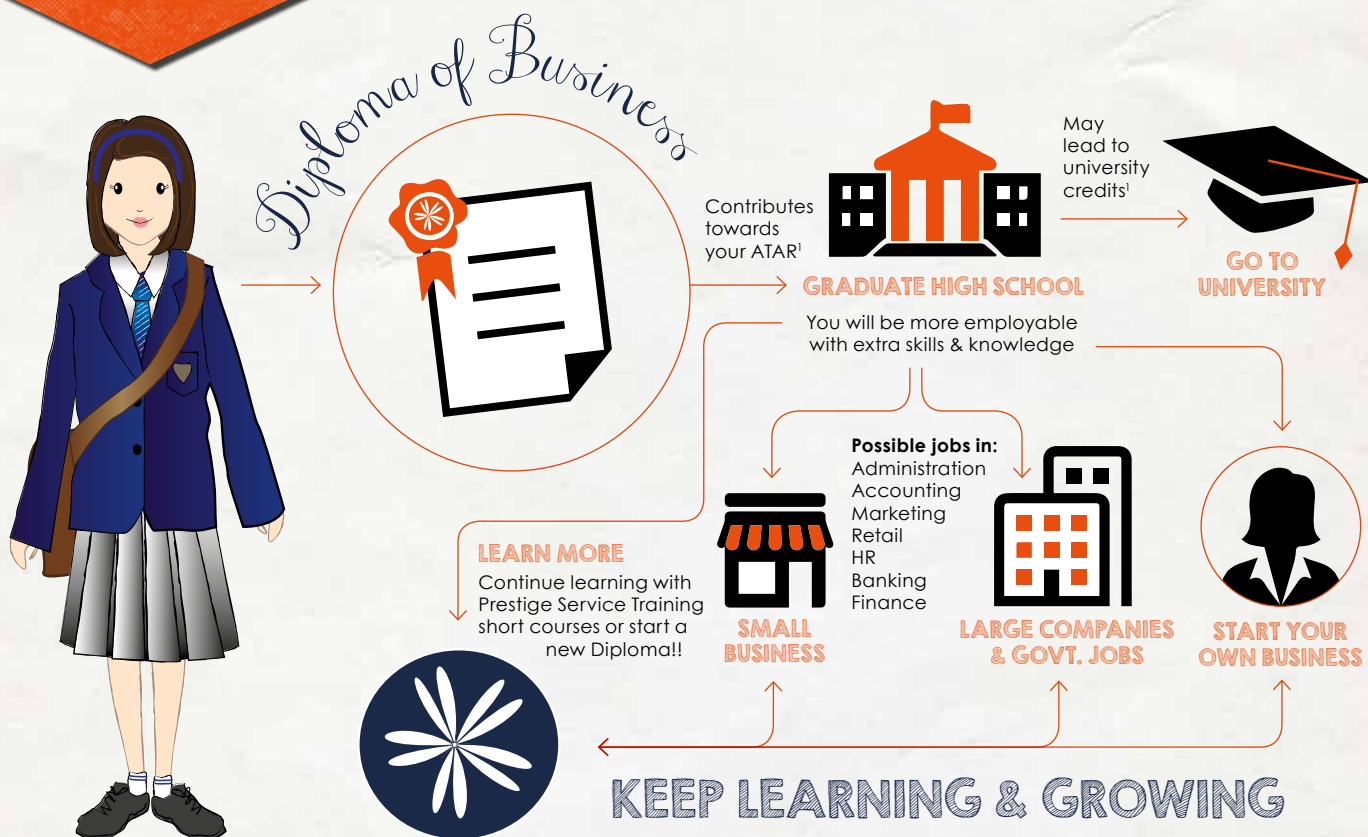 Diploma of Business
Contributes
towards
your ATAR¹
GRADUATE HIGH SCHOOL
May
lead to
university
credits¹
GO TO
UNIVERSITY
You will be more employable
with extra skills & knowledge
LEARN MORE
Continue learning with
Prestige Service Training
short courses or start a
new Diploma!!
SMALL
BUSINESS
Possible jobs in:
Administration
Accounting
Marketing
Retail
HR
Banking
Finance
LARGE COMPANIES
& GOVT. JOBS
START YOUR
OWN BUSINESS
KEEP LEARNING & GROWING